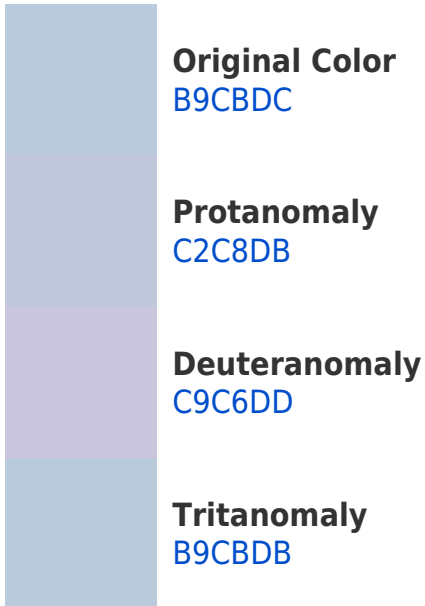 Original Color
B9CBDC
Protanomaly
C2C8DB
Deuteranomaly
C9C6DD
Tritanomaly
B9CBDB